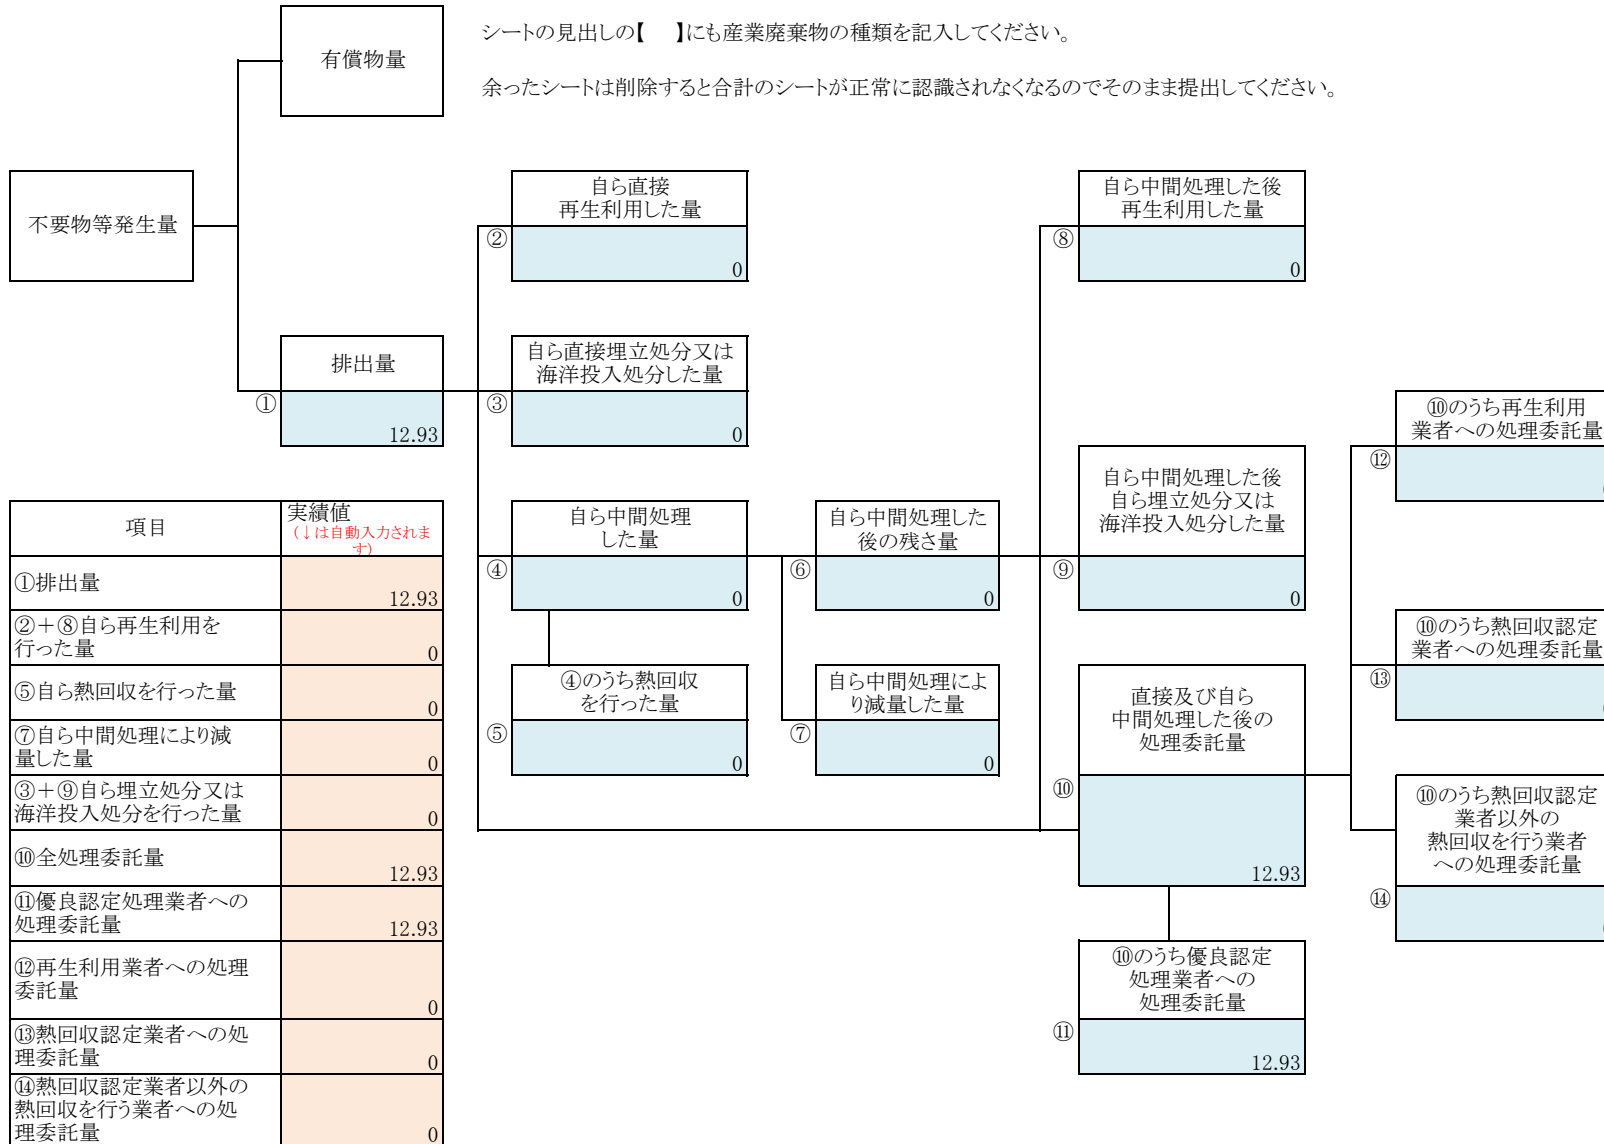 シートの見出しの【　】にも産業廃棄物の種類を記入してください。
有償物量
余ったシートは削除すると合計のシートが正常に認識されなくなるのでそのまま提出してください。
不要物等発生量
自ら直接
再生利用した量
②
0
自ら中間処理した後
再生利用した量
⑧
0
排出量
①
12.93
自ら直接埋立処分又は
海洋投入処分した量
③
0
⑩のうち再生利用
業者への処理委託量
⑫
自ら中間処理
した量
④
0
自ら中間処理した
後の残さ量
⑥
0
自ら中間処理した後
自ら埋立処分又は
海洋投入処分した量
⑨
0
⑩のうち熱回収認定
業者への処理委託量
⑬
④のうち熱回収
を行った量
⑤
0
自ら中間処理によ
り減量した量
⑦
0
直接及び自ら
中間処理した後の
処理委託量
⑩
12.93
⑩のうち熱回収認定
業者以外の
熱回収を行う業者
への処理委託量
⑭
⑩のうち優良認定
処理業者への
処理委託量
⑪
12.93
項目
実績値
(↓は自動入力されま
す)
①排出量
12.93
②+⑧自ら再生利用を
行った量
0
⑤自ら熱回収を行った量
0
⑦自ら中間処理により減
量した量
0
③+⑨自ら埋立処分又は
海洋投入処分を行った量
0
⑩全処理委託量
12.93
⑪優良認定処理業者への
処理委託量
12.93
⑫再生利用業者への処理
委託量
0
⑬熱回収認定業者への処
理委託量
0
⑭熱回収認定業者以外の
熱回収を行う業者への処
理委託量
0